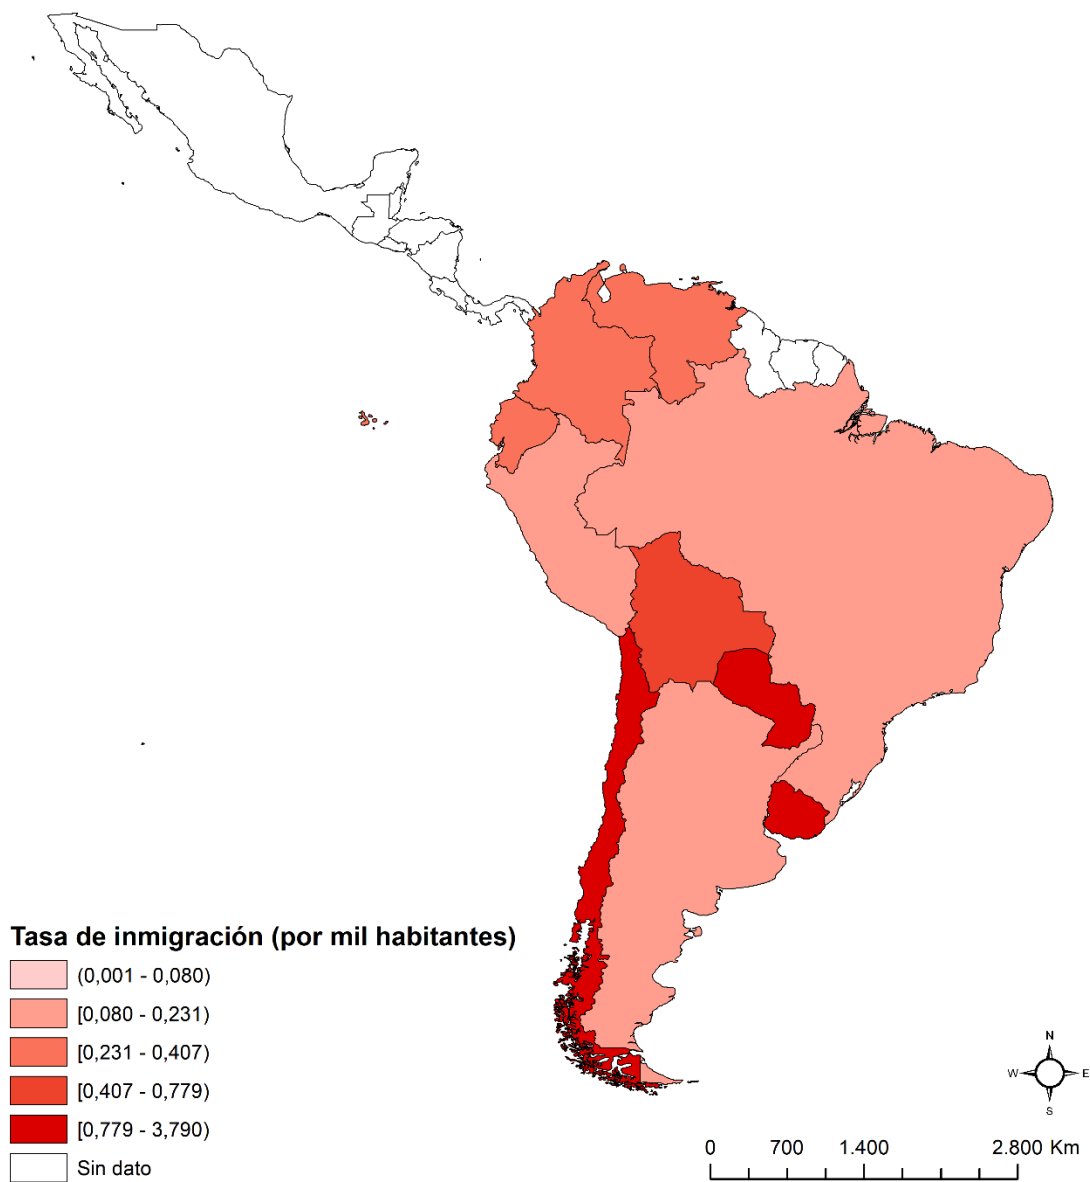 Tasa de inmigración (por mil habitantes)
(0,001 - 0,080)
[0,080 - 0,231)
[0,231 - 0,407)
[0,407 - 0,779)
[0,779 - 3,790)
Sin dato
N
W E
S
0 700 1.400 2.800 Km